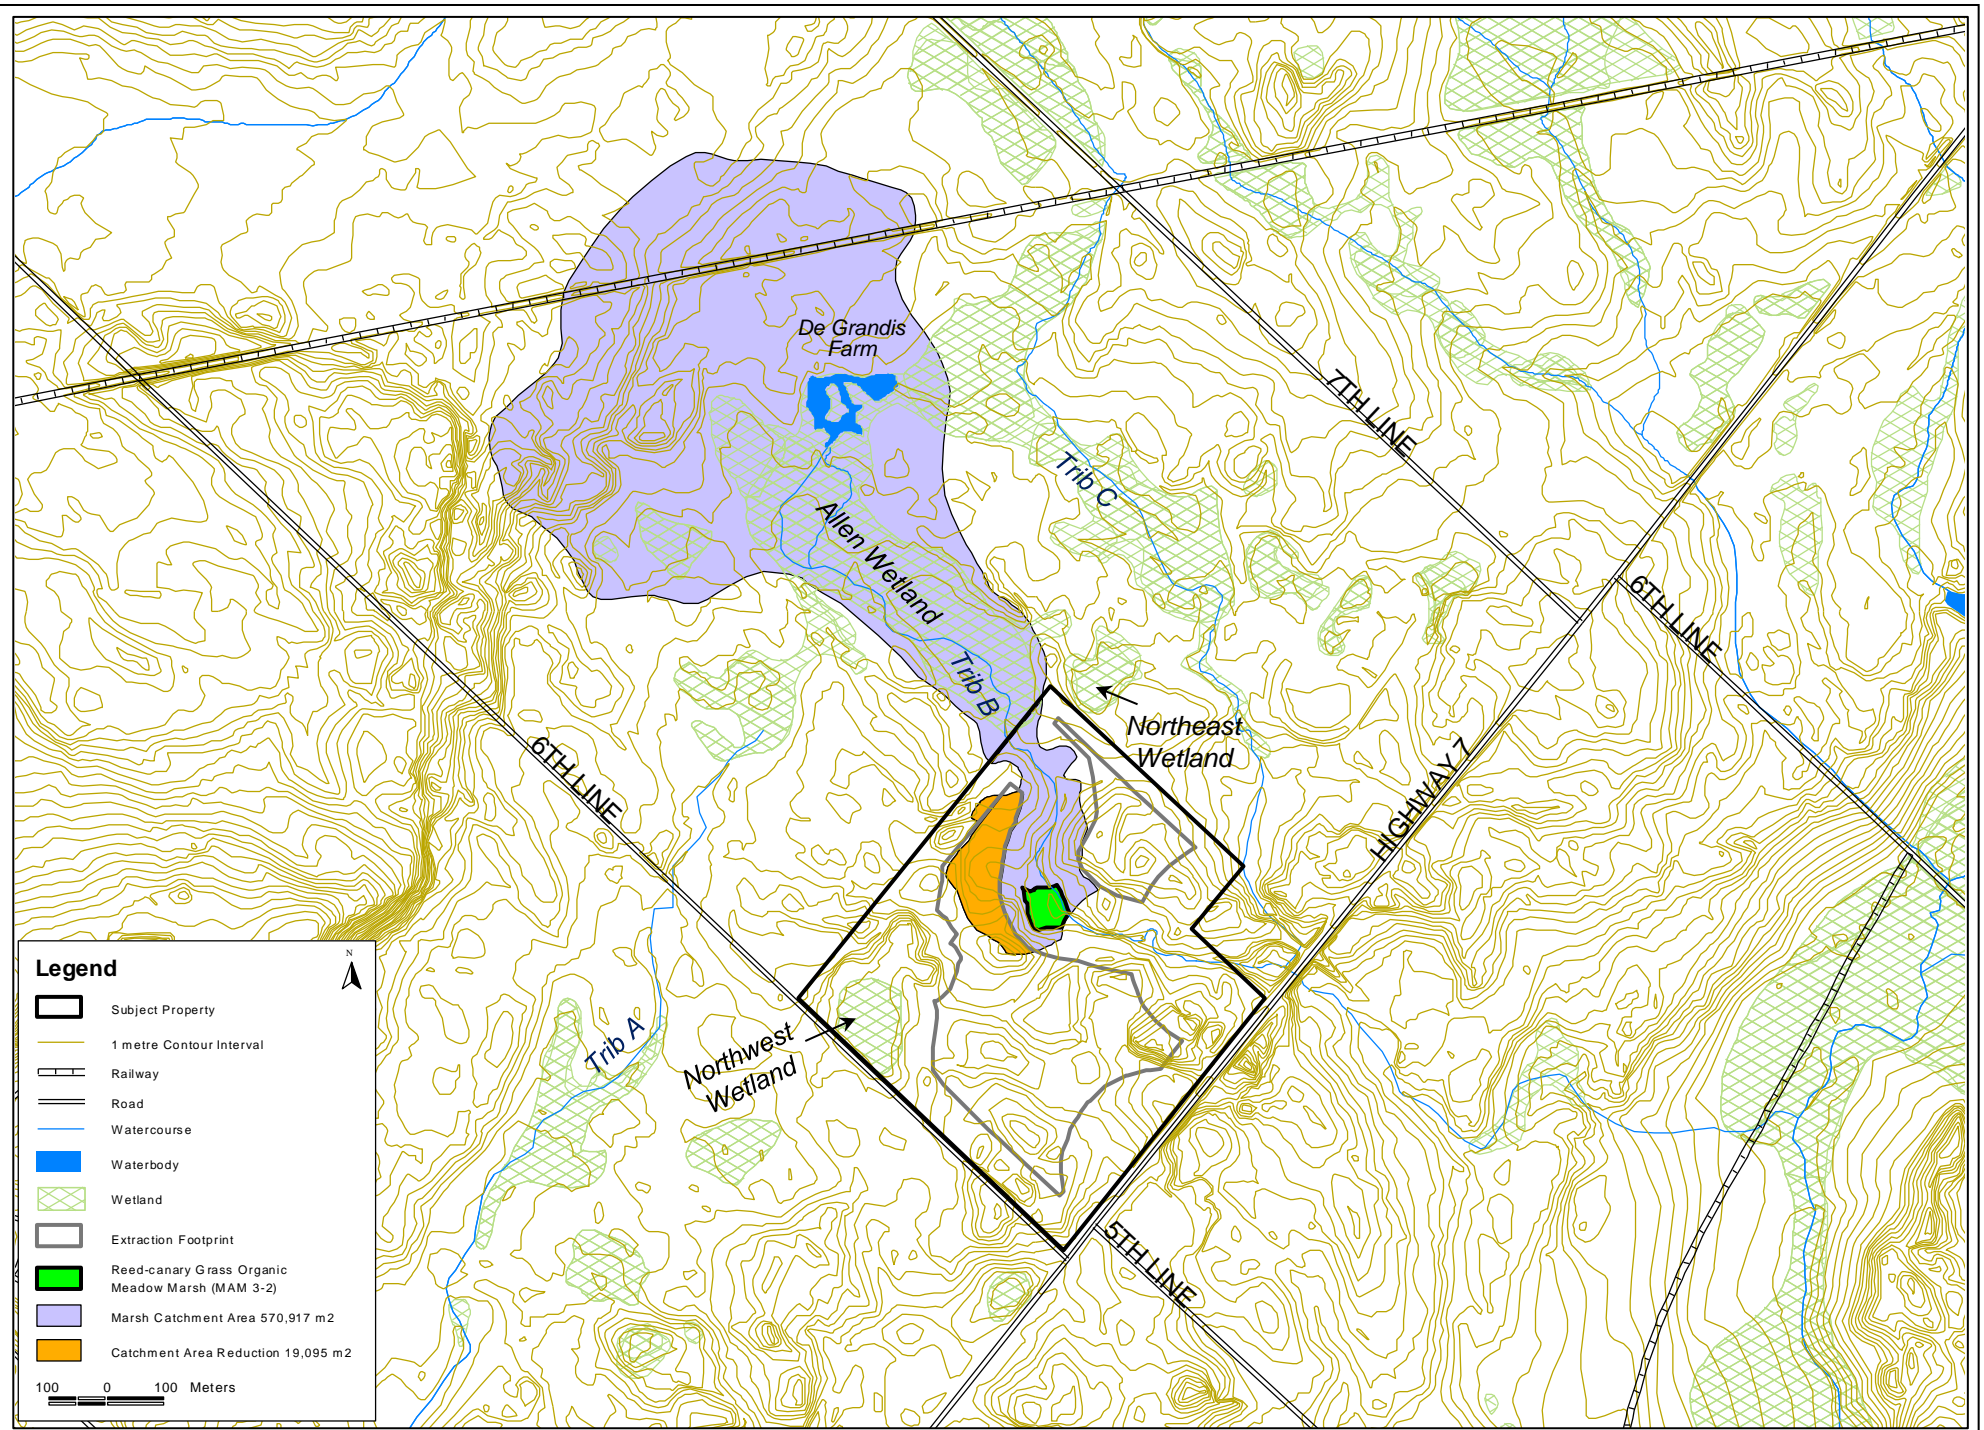 De Grandis
Farm
7TH LINE
Trib C
Allen Wetland
6TH LINE
Trib B
Northeast
Wetland
6TH LINE
HIGHWAY 7
Trib A
Northwest
Wetland
5TH LINE
Legend
N
Subject Property
1 metre Contour Interval
Railway
Road
Watercourse
Waterbody
Wetland
Extraction Footprint
Reed-canary Grass Organic
Meadow Marsh (MAM 3-2)
Marsh Catchment Area 570,917 m2
Catchment Area Reduction 19,095 m2
100 0 100 Meters